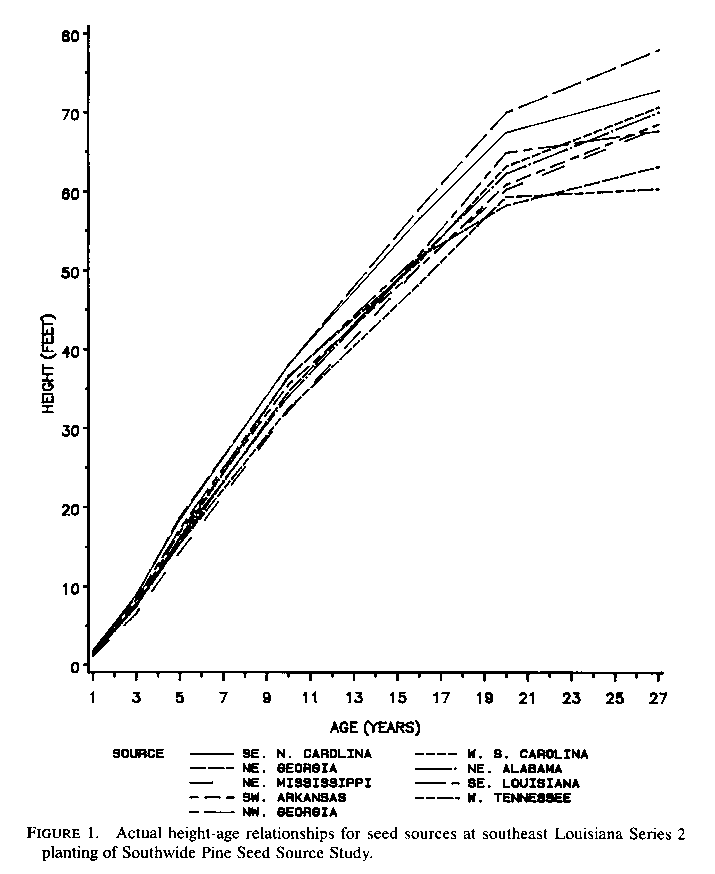 80
70
60
50
40
30
20
10
0
HEIGHT (FEET)
1 3 5 7 9 11 13 15 17 19 21 23 25 27
AGE (YEARS)
SOURCE SE. N. CAROLINA W. S. CAROLINA
NE. GEORGIA NE. ALABAMA
NE. MISSISSIPPI SE. LOUISIANA
SW. ARKANSAS W. TENNESSEE
NW. GEORGIA
FIGURE 1. Actual height-age relationships for seed sources at southeast Louisiana Series 2
planting of Southwide Pine Seed Source Study.